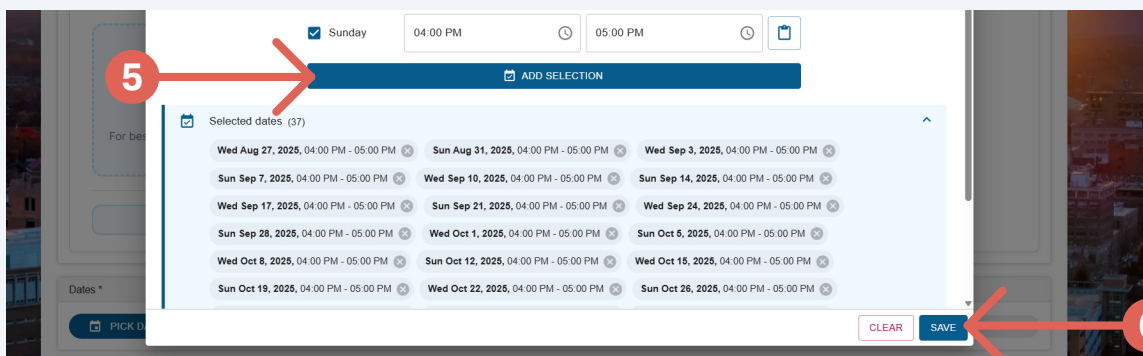 Sunday 04:00 PM 05:00 PM
5
ADD SELECTION
Selected dates (37)
For bes
Wed Aug 27, 2025, 04:00 PM - 05:00 PM Sun Aug 31, 2025, 04:00 PM - 05:00 PM Wed Sep 3, 2025, 04:00 PM - 05:00 PM
Sun Sep 7, 2025, 04:00 PM - 05:00 PM Wed Sep 10, 2025, 04:00 PM - 05:00 PM Sun Sep 14, 2025, 04:00 PM - 05:00 PM
Wed Sep 17, 2025, 04:00 PM - 05:00 PM Sun Sep 21, 2025, 04:00 PM - 05:00 PM Wed Sep 24, 2025, 04:00 PM - 05:00 PM
Sun Sep 28, 2025, 04:00 PM - 05:00 PM Wed Oct 1, 2025, 04:00 PM - 05:00 PM Sun Oct 5, 2025, 04:00 PM - 05:00 PM
Wed Oct 8, 2025, 04:00 PM - 05:00 PM Sun Oct 12, 2025, 04:00 PM - 05:00 PM Wed Oct 15, 2025, 04:00 PM - 05:00 PM
Sun Oct 19, 2025, 04:00 PM - 05:00 PM Wed Oct 22, 2025, 04:00 PM - 05:00 PM Sun Oct 26, 2025, 04:00 PM - 05:00 PM
Dates *
PICK DA
CLEAR SAVE